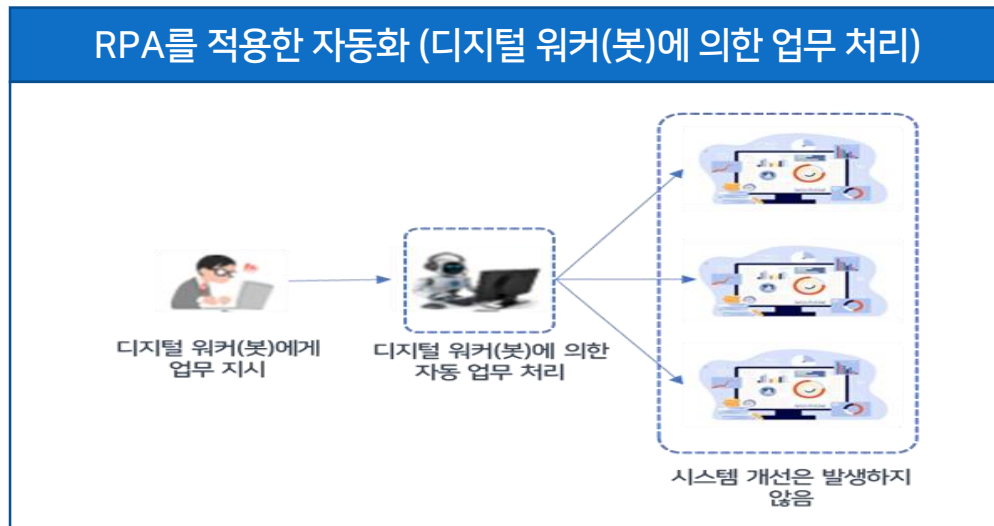 RPA를 적용한 자동화 (디지털 워커(봇)에 의한 업무 처리)
디지털 워커(봇)에게
업무 지시
디지털 워커(봇)에 의한
자동 업무 처리
시스템 개선은 발생하지
않음